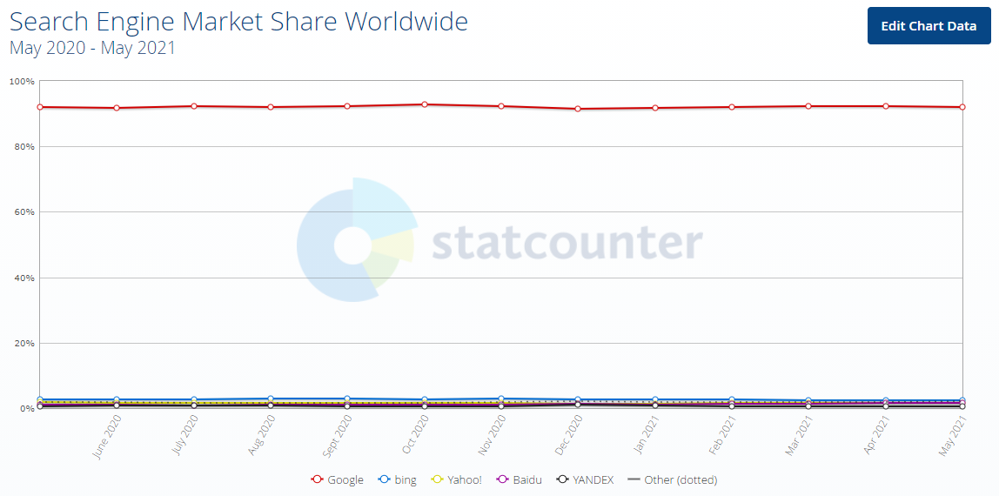 Search Engine Market Share Worldwide
May 2020 - May 2021
Edit Chart Data
100%
80%
60%
40%
20%
0%
statcounter
June 2020
July 2020
Aug 2020
Sept 2020
Oct 2020
Nov 2020
Dec 2020
Jan 2021
Feb 2021
Mar 2021
Apr 2021
May 2021
Google bing Yahoo! Baidu YANDEX Other (dotted)